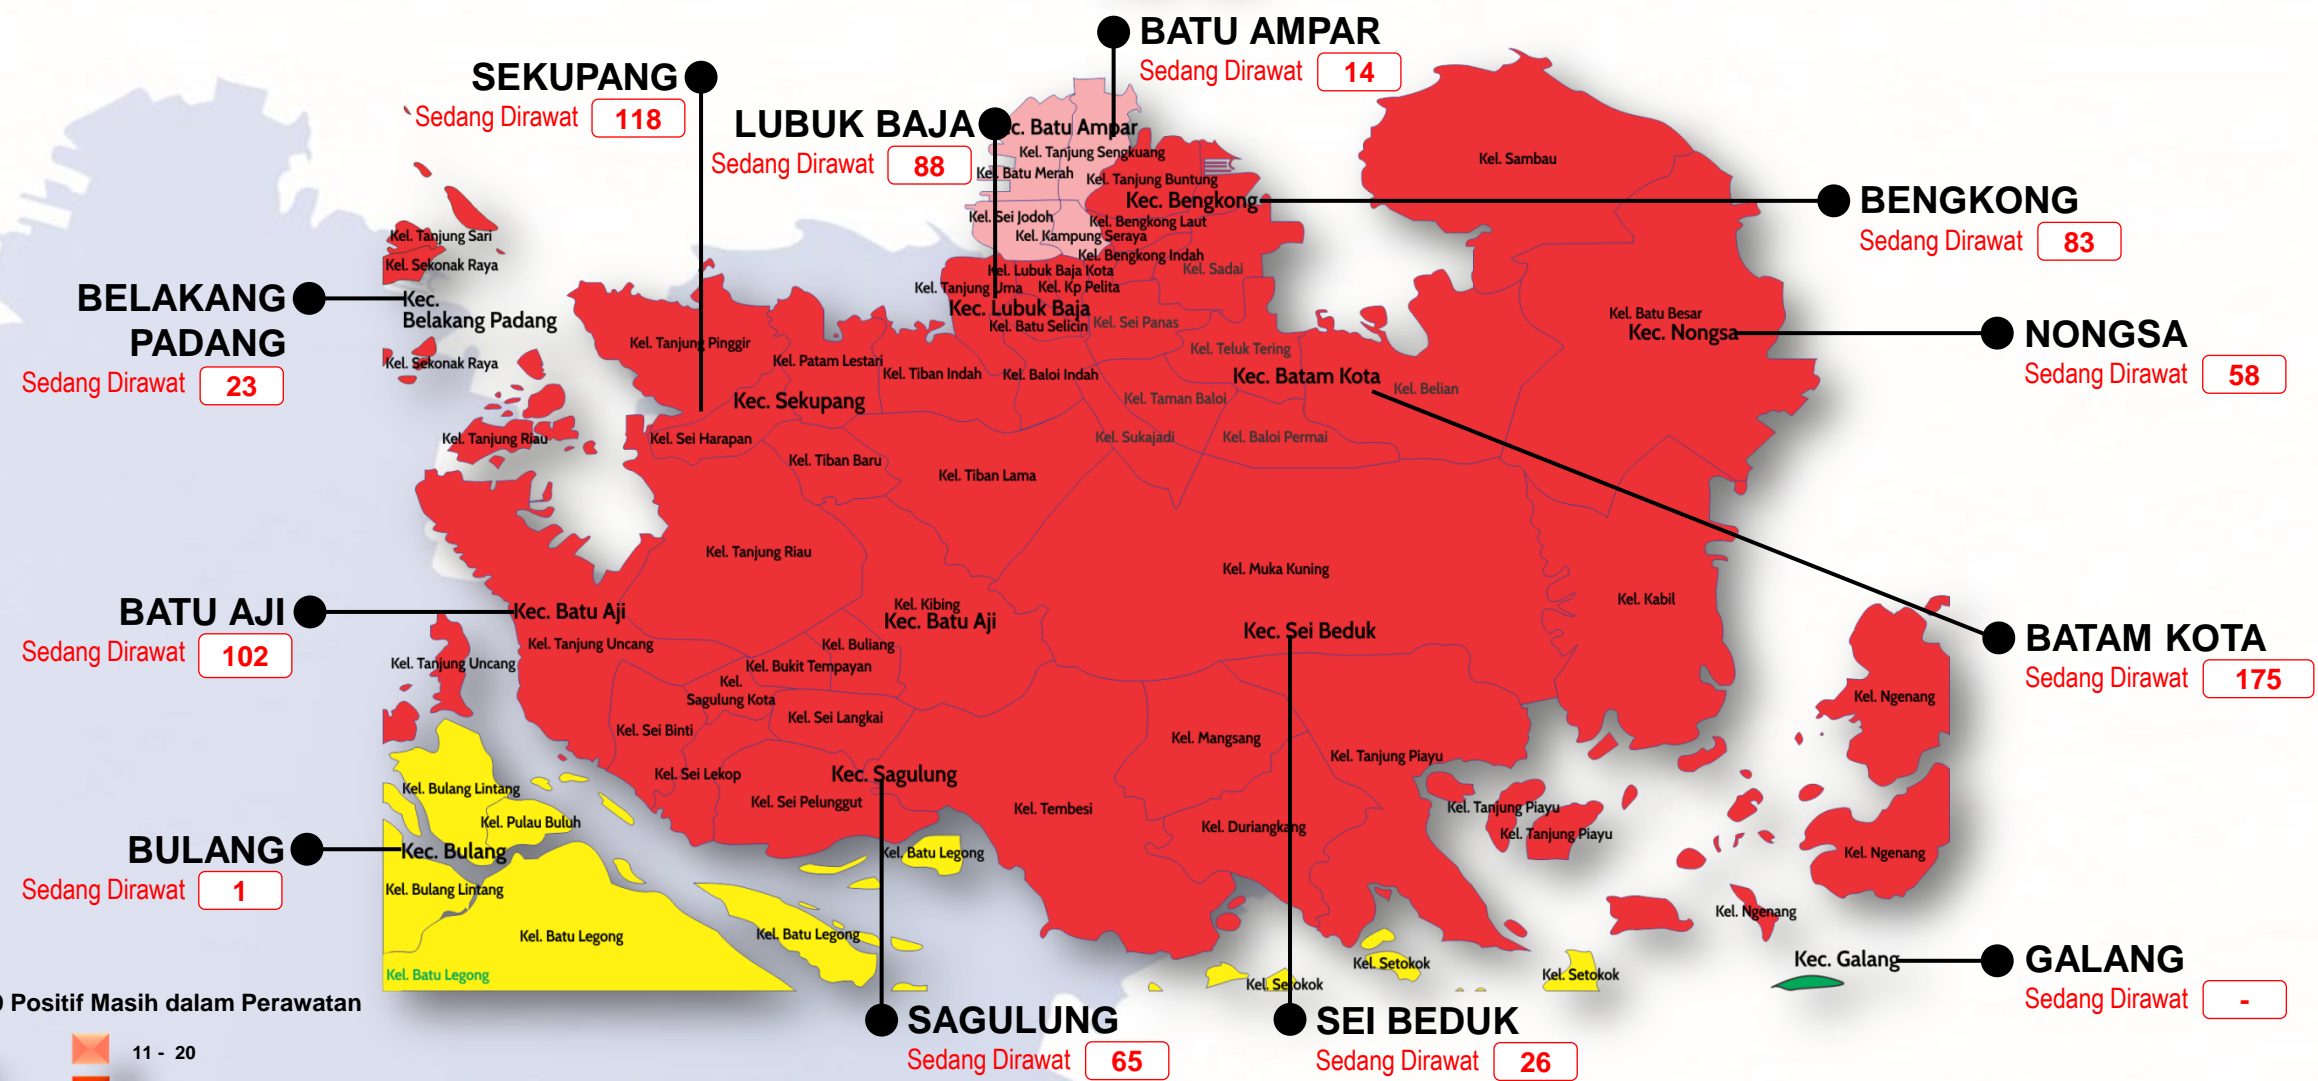 BATU AMPAR
Sedang Dirawat 14
SEKUPANG
Sedang Dirawat 118
LUBUK BAJA
Sedang Dirawat 88
BENGKONG
Sedang Dirawat 83
BELAKANG
PADANG
Sedang Dirawat 23
NONGSA
Sedang Dirawat 58
BATU AJI
Sedang Dirawat 102
BATAM KOTA
Sedang Dirawat 175
BULANG
Sedang Dirawat 1
GALANG
Sedang Dirawat -
SAGULUNG
Sedang Dirawat 65
SEI BEDUK
Sedang Dirawat 26
c. Batu Ampar
Kel. Tanjung Sengkuang
Kel. Batu Merah
Kel. Tanjung Buntung
Kec. Bengkong
Kel. Sei Jodoh
Kel. Bengkong Laut
Kel. Kampung Seraya
Kel. Bengkong Indah
Kel. Sadai
Kel. Lubuk Baja Kota
Kel. Tanjung Uma
Kel. Kp Pelita
Kec. Lubuk Baja
Kel. Batu Selicin
Kel. Sei Panas
Kel. Sambau
Kel. Batu Besar
Kec. Nongsa
Kel. Tanjung Sari
Kel. Sekonak Raya
Kec.
Belakang Padang
Kel. Sekonak Raya
Kel. Tanjung Riau
Kel. Tanjung Pinggir
Kel. Patam Lestari
Kel. Tiban Indah
Kel. Baloi Indah
Kel. Teluk Tering
Kec. Batam Kota
Kel. Belian
Kel. Taman Baloi
Kec. Sekupang
Kel. Sei Harapan
Kel. Sukajadi
Kel. Baloi Permai
Kel. Tiban Baru
Kel. Tiban Lama
Kel. Tanjung Riau
Kel. Muka Kuning
Kel. Kabil
Kec. Batu Aji
Kel. Kibing
Kec. Batu Aji
Kec. Sei Beduk
Kel. Tanjung Uncang
Kel. Buliang
Kel. Tanjung Uncang
Kel. Bukit Tempayan
Kel.
Sagulung Kota
Kel. Sei Langkai
Kel. Sei Binti
Kel. Mangsang
Kel. Tanjung Piayu
Kel. Ngenang
Kel. Sei Lekop
Kec. Sagulung
Kel. Sei Pelunggut
Kel. Tembesi
Kel. Duriangkang
Kel. Tanjung Piayu
Kel. Tanjung Piayu
Kel. Ngenang
Kel. Bulang Lintang
Kel. Pulau Buluh
Kec. Bulang
Kel. Bulang Lintang
Kel. Batu Legong
Kel. Batu Legong
Kel. Batu Legong
Kel. Batu Legong
Kel. Ngenang
Kec. Galang
Kel. Setokok
Kel. Setokok
Kel. Setokok
Positif Masih dalam Perawatan
11 - 20